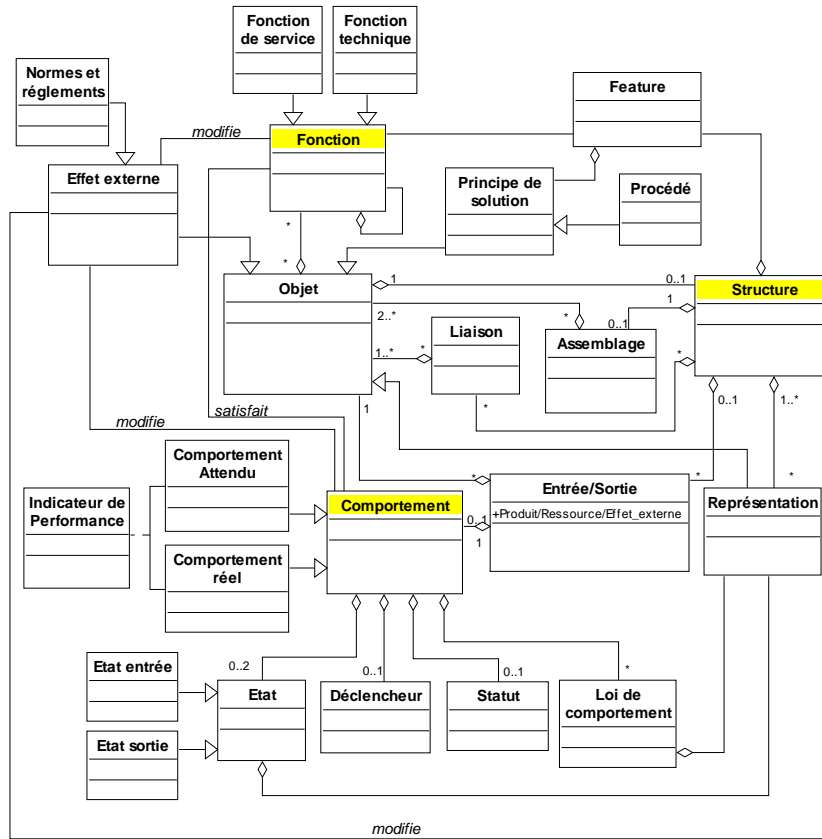 Fonction
de service
Fonction
technique
Normes et
réglements
Feature
modifie
Fonction
Effet externe
Principe de
solution
Procédé
*
*
Objet
1
0..1
Structure
2..*
*
0..1
1
Liaison
Assemblage
1..*
*
*
*
1
satisfait
0..1
1..*
modifie
Comportement
Attendu
*
*
*
Entrée/Sortie
Indicateur de
Performance
Comportement
0..1
+Produit/Ressource/Effet_externe
Représentation
1
Comportement
réel
0..2
0..1
0..1
*
Etat entrée
Etat
Déclencheur
Statut
Loi de
comportement
Etat sortie
modifie